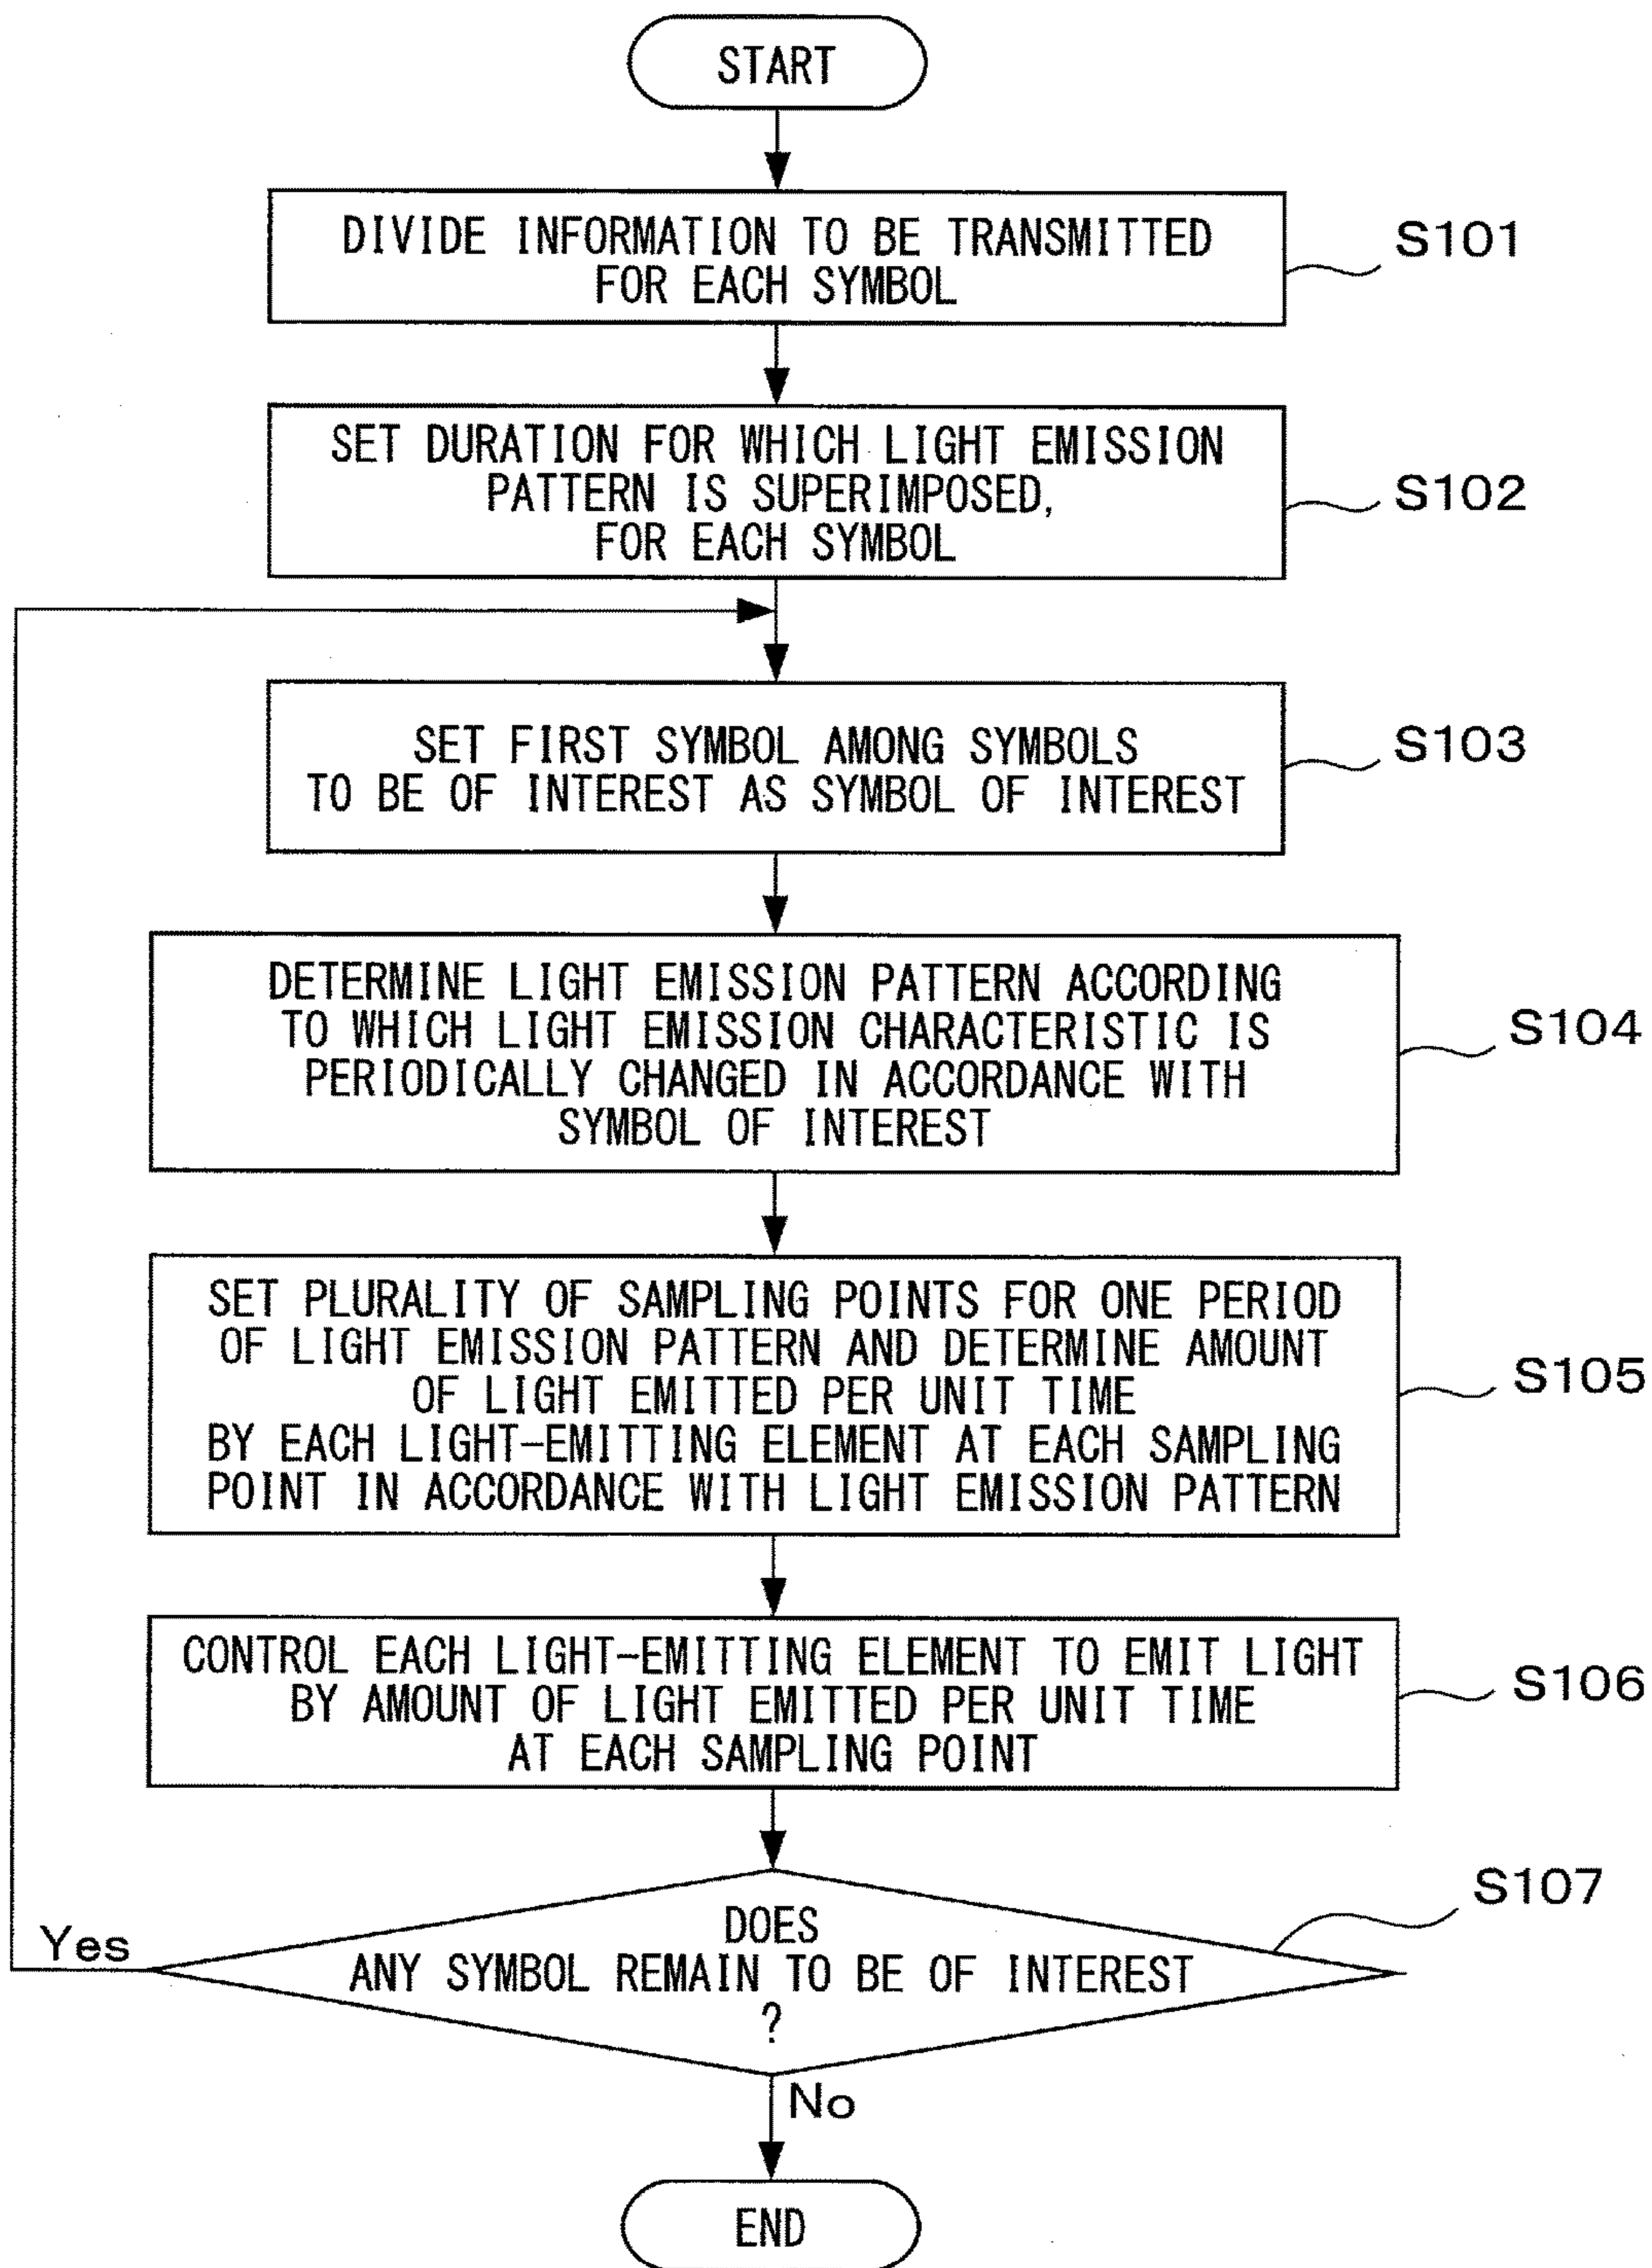 START
DIVIDE INFORMATION TO BE TRANSMITTED
FOR EACH SYMBOL
S101
SET DURATION FOR WHICH LIGHT EMISSION
PATTERN IS SUPERIMPOSED,
FOR EACH SYMBOL
S102
SET FIRST SYMBOL AMONG SYMBOLS
TO BE OF INTEREST AS SYMBOL OF INTEREST
S103
DETERMINE LIGHT EMISSION PATTERN ACCORDING
TO WHICH LIGHT EMISSION CHARACTERISTIC IS
PERIODICALLY CHANGED IN ACCORDANCE WITH
SYMBOL OF INTEREST
S104
SET PLURALITY OF SAMPLING POINTS FOR ONE PERIOD
OF LIGHT EMISSION PATTERN AND DETERMINE AMOUNT
OF LIGHT EMITTED PER UNIT TIME
BY EACH LIGHT-EMITTING ELEMENT AT EACH SAMPLING
POINT IN ACCORDANCE WITH LIGHT EMISSION PATTERN
S105
CONTROL EACH LIGHT-EMITTING ELEMENT TO EMIT LIGHT
BY AMOUNT OF LIGHT EMITTED PER UNIT TIME
AT EACH SAMPLING POINT
S106
DOES
ANY SYMBOL REMAIN TO BE OF INTEREST
?
S107
Yes
No
END